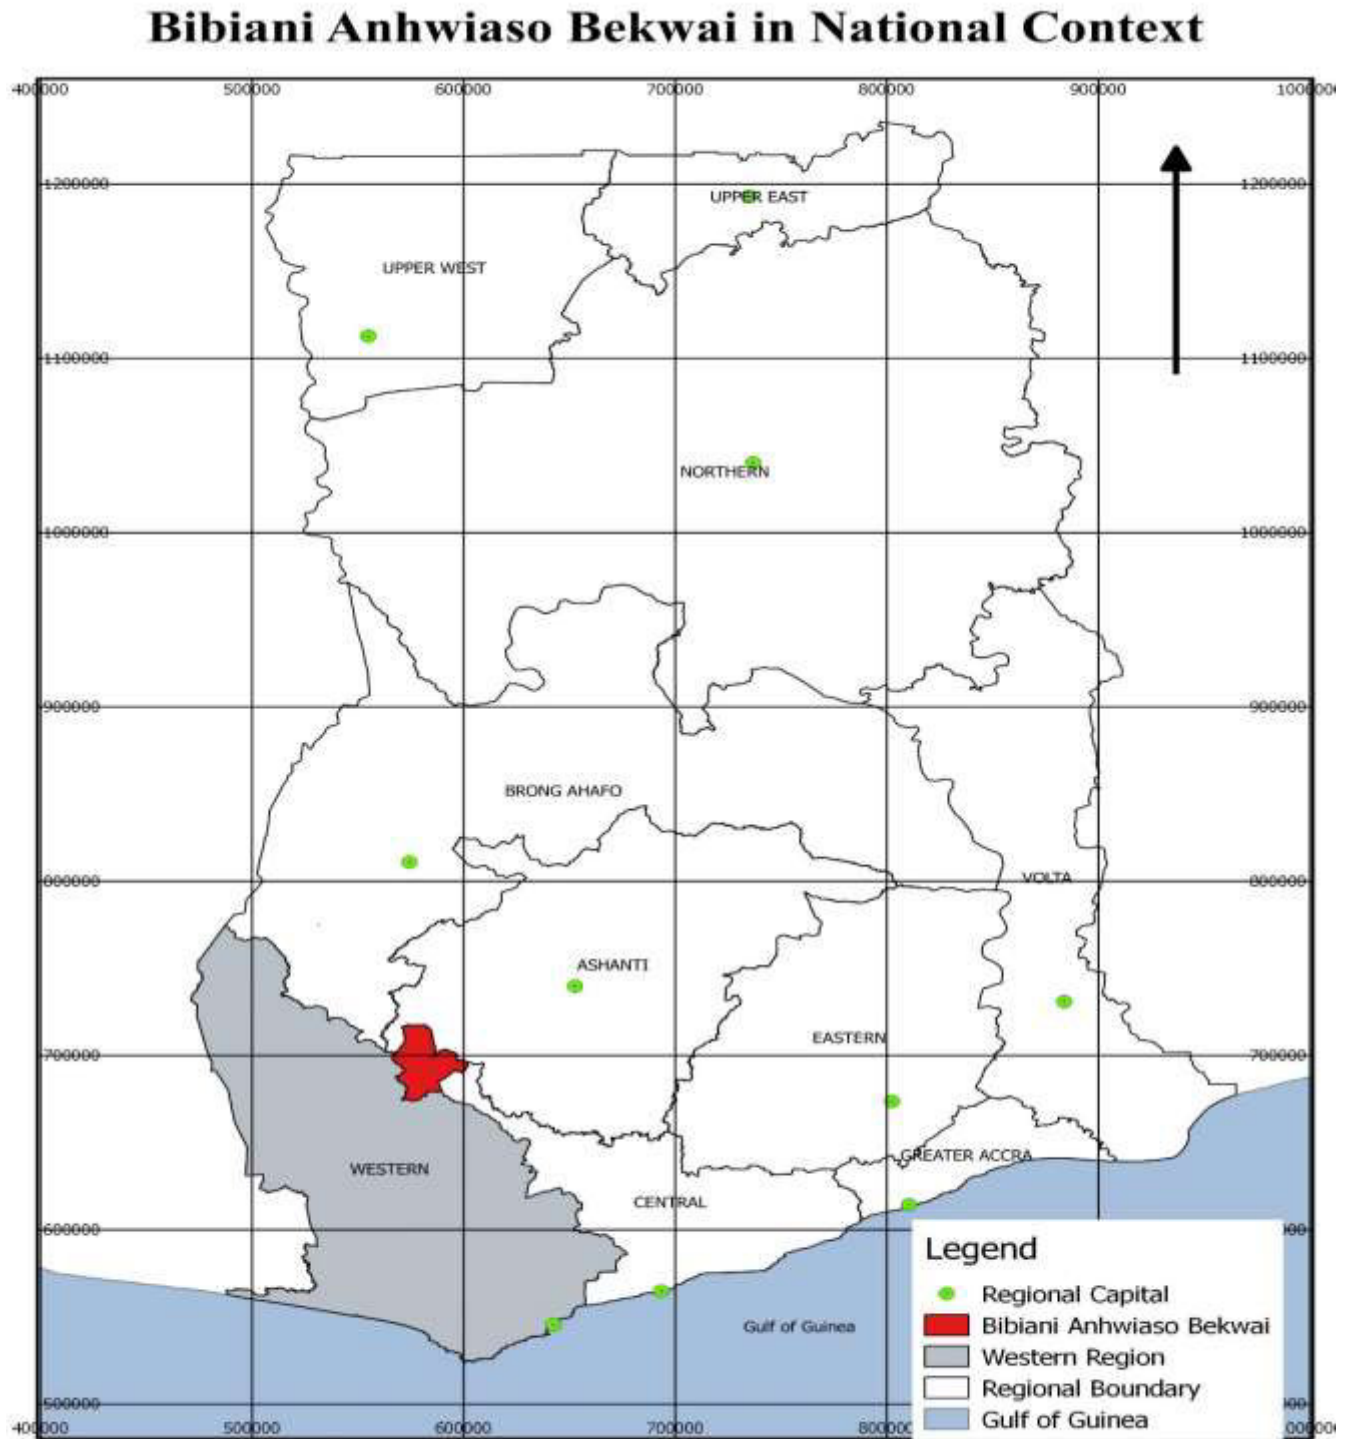 Bibiani Anhwiaso Bekwai in National Context
400000 500000 600000 700000 800000 900000 1000000
1200000 1200000
UPPER EAST
UPPER WEST
1100000 1100000
NORTHERN
1000000 1000000
900000 900000
BRONG AHAFO
800000 VOLTA 800000
ASHANTI
EASTERN
700000 700000
GREATER ACCRA
WESTERN
CENTRAL
600000
Legend
Regional Capital
Gulf of Guinea
Bibiani Anhwiaso Bekwai
Western Region
Regional Boundary
500000
Gulf of Guinea
400000 500000 600000 700000